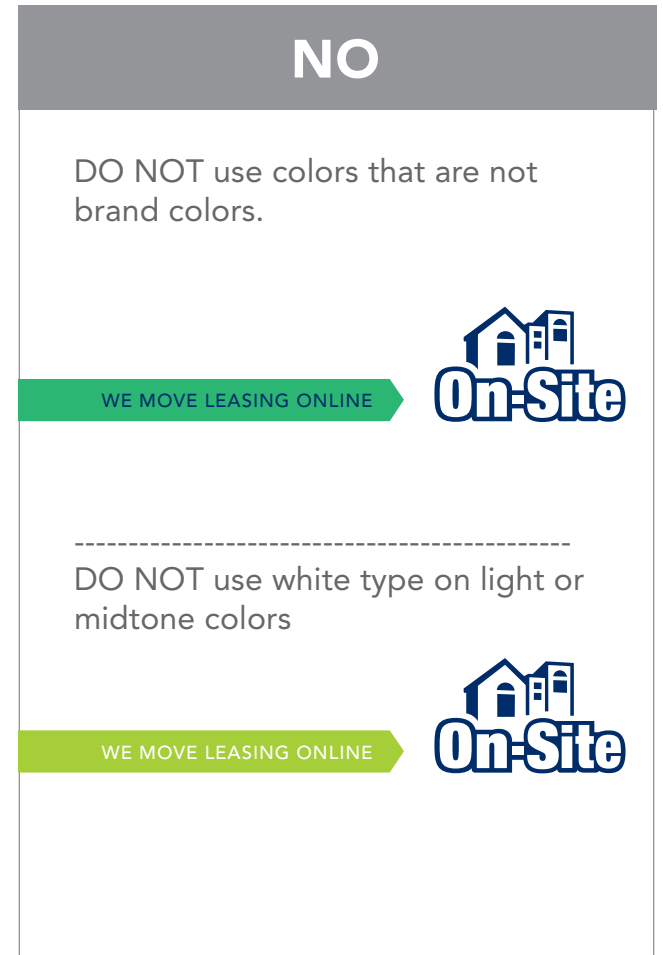 NO
DO NOT use colors that are not
brand colors.
WE MOVE LEASING ONLINE
On-Site
---------------------------------------------
DO NOT use white type on light or
midtone colors
WE MOVE LEASING ONLINE
On-Site